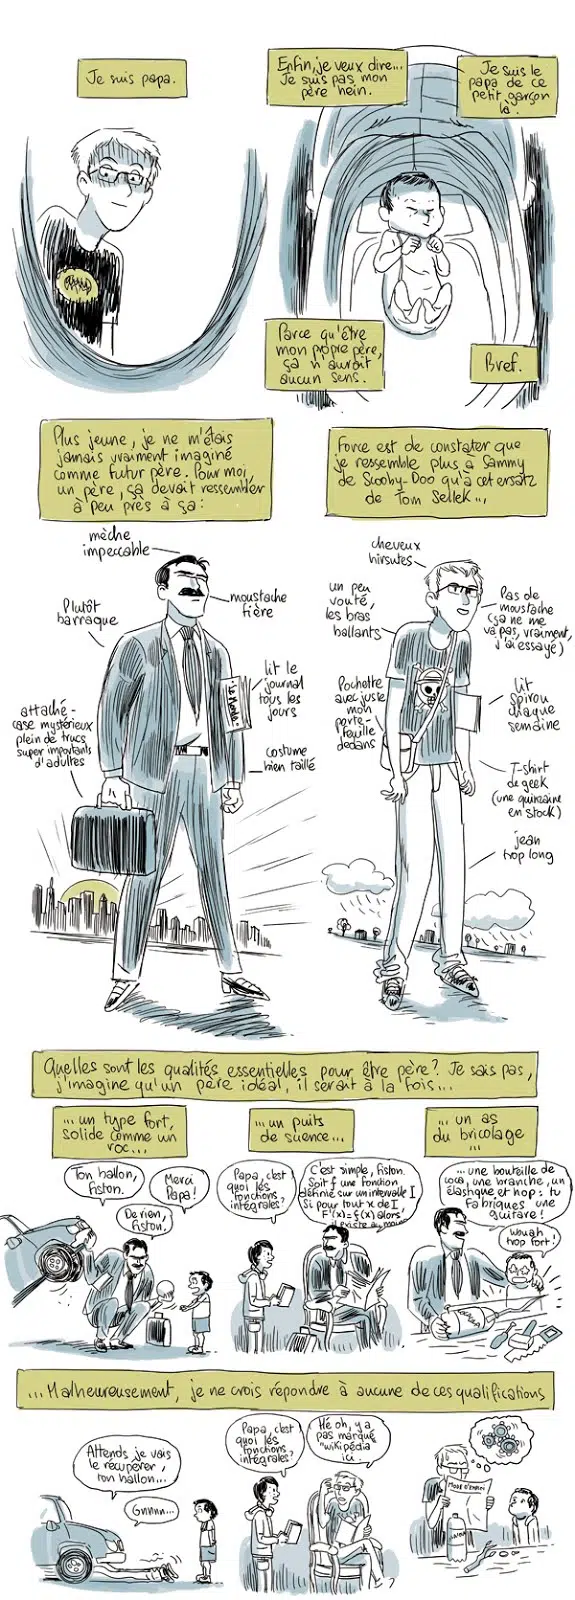 Je suis papa.
Enfin, je veux dire...
Je suis pas mon
père hein.
Je suis le
papa de ce
petit garçon
là.
Parce qu'être
mon propre père,
ça n'aurait
aucun sens.
Bref.
Plus jeune, je ne m'étais
jamais vraiment imaginé
comme futur père. Pour moi,
un père, ça devait ressembler
à peu près à ça:
Force est de constater que
je ressemble plus à Sammy
de Scooby-Doo qu'à cet ersatz
de Tom Selleck...
mèche
impeccable
moustache
fière
Plutôt
barraque
lit le
journal
tous les
jours
le Monde
attaché-
case mystérieux
plein de trucs
super importants
d'adultes
costume
bien taillé
cheveux
hirsutes
un peu
vouté,
les bras
ballants
Pas de
moustache
(ça ne me
va pas, vraiment,
j'ai essayé)
Pochette
avec juste
mon
porte-
feuille
dedans
lit
spirou
chaque
semaine
T-shirt
de geek
(une quinzaine
en stock)
jean
trop long
Quelles sont les qualités essentielles pour être père? Je sais pas,
j'imagine qu'un père idéal, il serait à la fois...
...un type fort,
solide comme un
roc...
Ton ballon,
fiston.
Merci
Papa!
De rien,
fiston.
...un puits
de science...
Papa, c'est
quoi les
fonctions
intégrales?
C'est simple, fiston.
Soit f une fonction
définie sur un intervalle I
Si pour tout x de I
F'(x)=f(x) alors
il existe au moins
... un as
du bricolage
...
...une bouteille de
coca, une branche, un
élastique et hop: tu
fabriques une
guitare!
Wouah
trop fort!
...Malheureusement, je ne crois répondre à aucune de ces qualifications
Attends je vais
le récupérer,
ton ballon...
Gnnnn...
Papa, c'est
quoi les
fonctions
intégrales?
Hé oh, y a
pas marqué
"wikipédia"
ici.
MODE D'EMPLOI